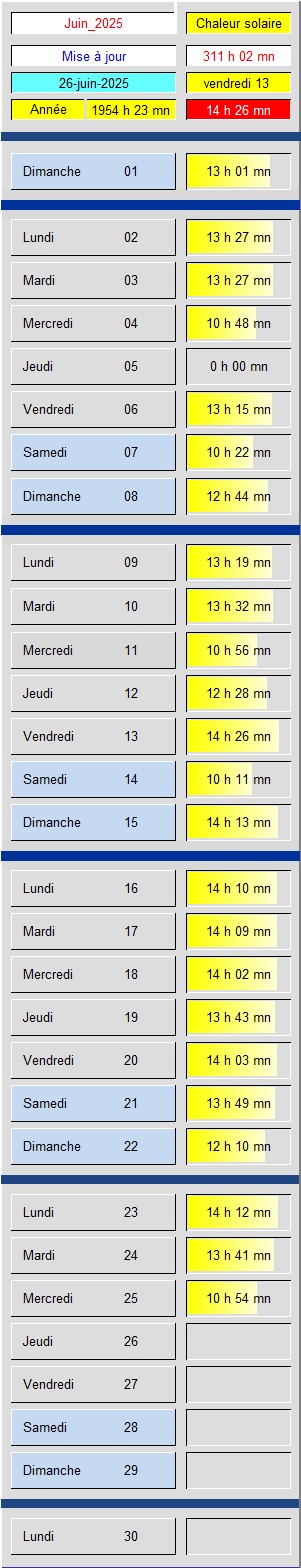 Juin_2025 Chaleur solaire
Mise à jour 311 h 02 mn
26-juin-2025 vendredi 13
Année 1954 h 23 mn 14 h 26 mn
Dimanche 01 13 h 01 mn
Lundi 02 13 h 27 mn
Mardi 03 13 h 27 mn
Mercredi 04 10 h 48 mn
Jeudi 05 0 h 00 mn
Vendredi 06 13 h 15 mn
Samedi 07 10 h 22 mn
Dimanche 08 12 h 44 mn
Lundi 09 13 h 19 mn
Mardi 10 13 h 32 mn
Mercredi 11 10 h 56 mn
Jeudi 12 12 h 28 mn
Vendredi 13 14 h 26 mn
Samedi 14 10 h 11 mn
Dimanche 15 14 h 13 mn
Lundi 16 14 h 10 mn
Mardi 17 14 h 09 mn
Mercredi 18 14 h 02 mn
Jeudi 19 13 h 43 mn
Vendredi 20 14 h 03 mn
Samedi 21 13 h 49 mn
Dimanche 22 12 h 10 mn
Lundi 23 14 h 12 mn
Mardi 24 13 h 41 mn
Mercredi 25 10 h 54 mn
Jeudi 26
Vendredi 27
Samedi 28
Dimanche 29
Lundi 30